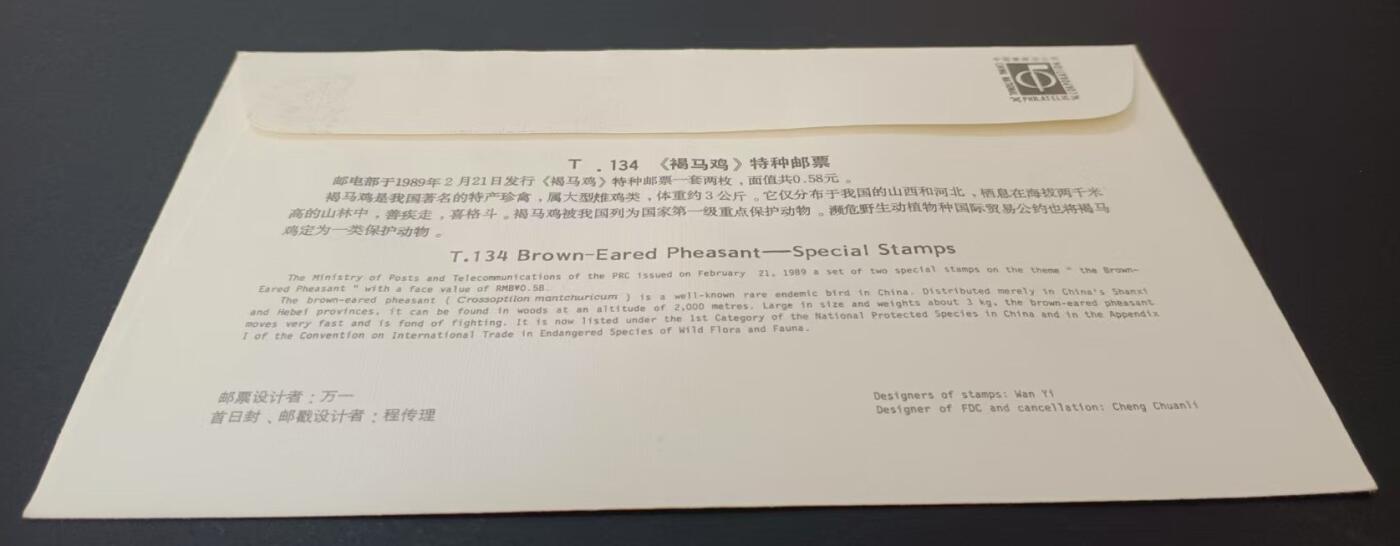 中国集邮总公司
CHINA NATIONAL PHILATELIC
T.134 《褐马鸡》特种邮票
邮电部于1989年2月21日发行《褐马鸡》特种邮票一套两枚，面值共0.58元。
褐马鸡是我国著名的特产珍禽，属大型雉鸡类，体重约3公斤。它仅分布于我国的山西和河北，栖息在海拔两千米
高的山林中，善疾走，喜格斗。褐马鸡被我国列为国家第一级重点保护动物。濒危野生动植物种国际贸易公约也将褐马
鸡定为一类保护动物。
T.134 Brown-Eared Pheasant—Special Stamps
The Ministry of Posts and Telecommunications of the PRC issued on February 21, 1989 a set of two special stamps on the theme " the Brown-
Eared Pheasant " with a face value of RMB¥0.58.
The brown-eared pheasant ( Crossoptilon mantchuricum ) is a well-known rare endemic bird in China. Distributed merely in China's Shanxi
and Hebei provinces, it can be found in woods at an altitude of 2,000 metres. Large in size and weights about 3 kg, the brown-eared pheasant
moves very fast and is fond of fighting. It is now listed under the 1st Category of the National Protected Species in China and in the Appendix
I of the Convention on International Trade in Endangered Species of Wild Flora and Fauna.
邮票设计者：万一
首日封、邮戳设计者：程传理
Designers of stamps: Wan Yi
Designer of FDC and cancellation: Cheng Chuanli